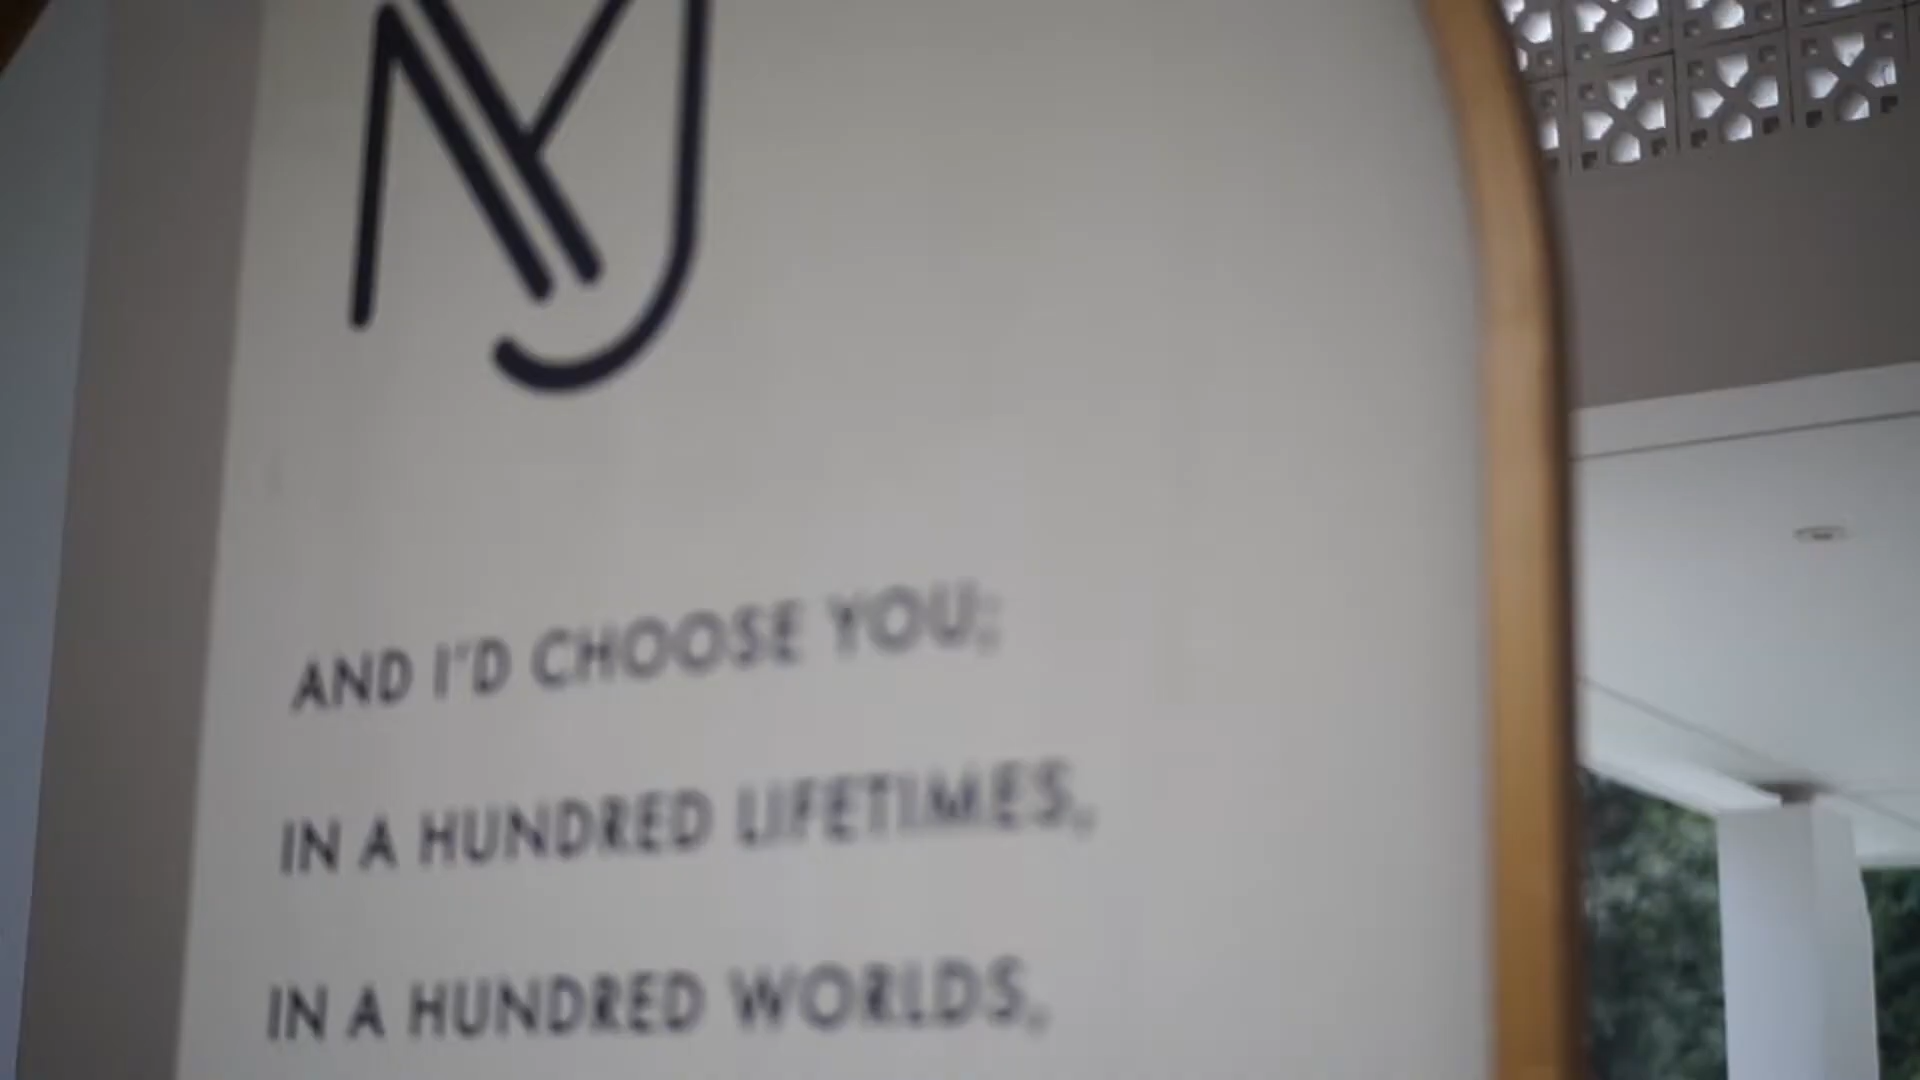 AND I'D CHOOSE YOU;
IN A HUNDRED LIFETIMES,
IN A HUNDRED WORLDS,